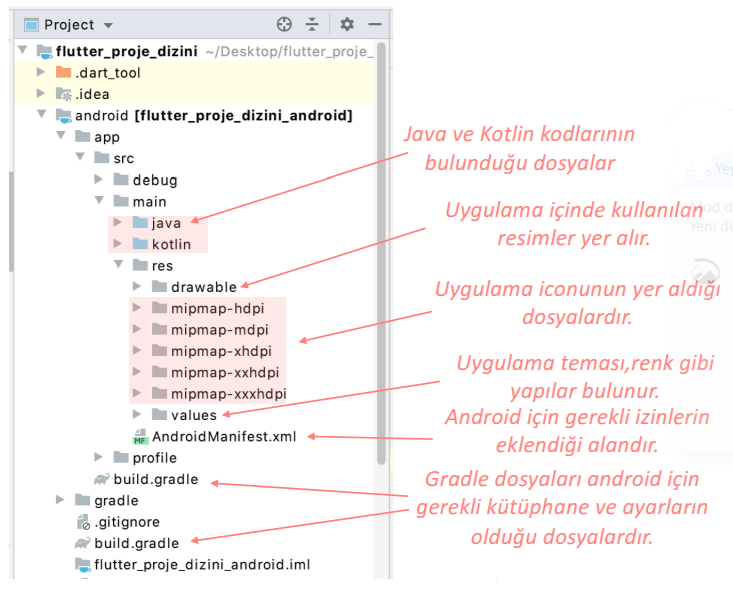 Project
flutter_proje_dizini ~/Desktop/flutter_proje_
.dart_tool
.idea
android [flutter_proje_dizini_android]
app
src
debug
main
java
kotlin
res
drawable
mipmap-hdpi
mipmap-mdpi
mipmap-xhdpi
mipmap-xxhdpi
mipmap-xxxhdpi
values
MF AndroidManifest.xml
profile
build.gradle
gradle
.gitignore
build.gradle
flutter_proje_dizini_android.iml
Java ve Kotlin kodlarının
bulunduğu dosyalar
Uygulama içinde kullanılan
resimler yer alır.
Uygulama iconunun yer aldığı
dosyalardır.
Uygulama teması,renk gibi
yapılar bulunur.
Android için gerekli izinlerin
eklendiği alandır.
Gradle dosyaları android için
gerekli kütüphane ve ayarların
olduğu dosyalardır.